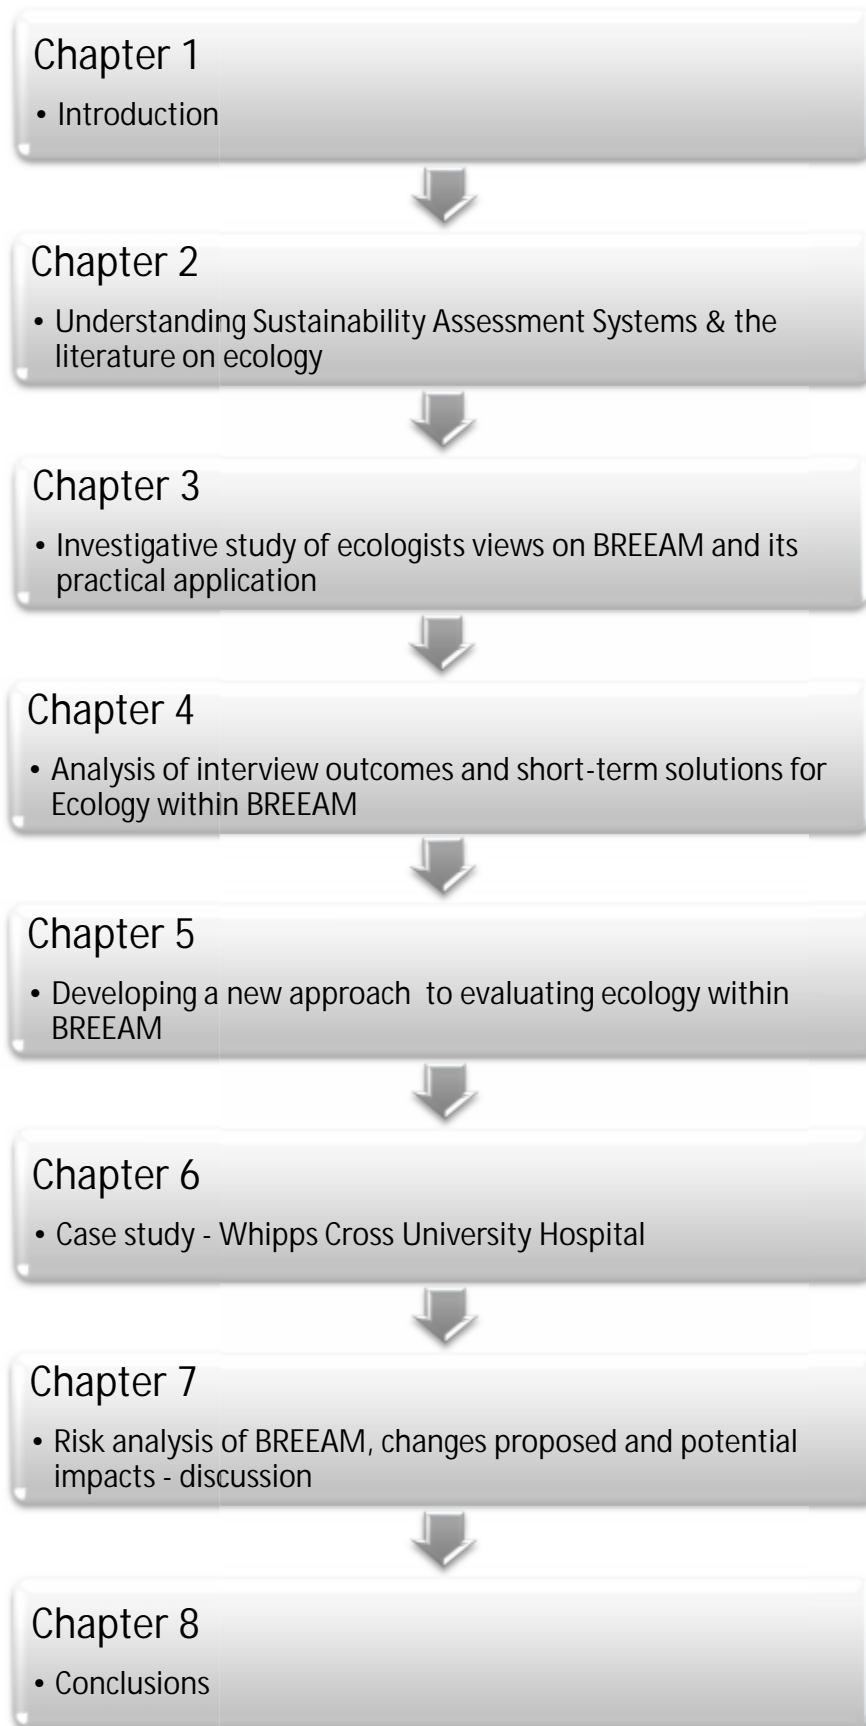 Chapter 1
• Introduction
Chapter 2
• Understanding Sustainability Assessment Systems & the
literature on ecology
Chapter 3
• Investigative study of ecologists views on BREEAM and its
practical application
Chapter 4
• Analysis of interview outcomes and short-term solutions for
Ecology within BREEAM
Chapter 5
• Developing a new approach to evaluating ecology within
BREEAM
Chapter 6
• Case study - Whipps Cross University Hospital
Chapter 7
• Risk analysis of BREEAM, changes proposed and potential
impacts - discussion
Chapter 8
• Conclusions